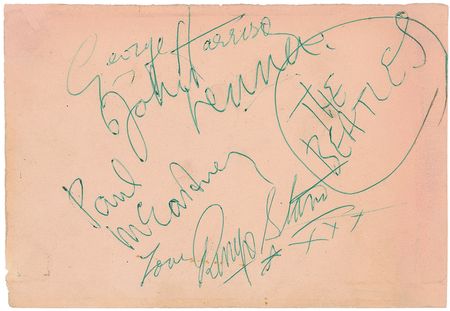 George Harrison
John Lennon.
THE
BEATLES
Paul
McCartney
love Ringo Starr
xxx